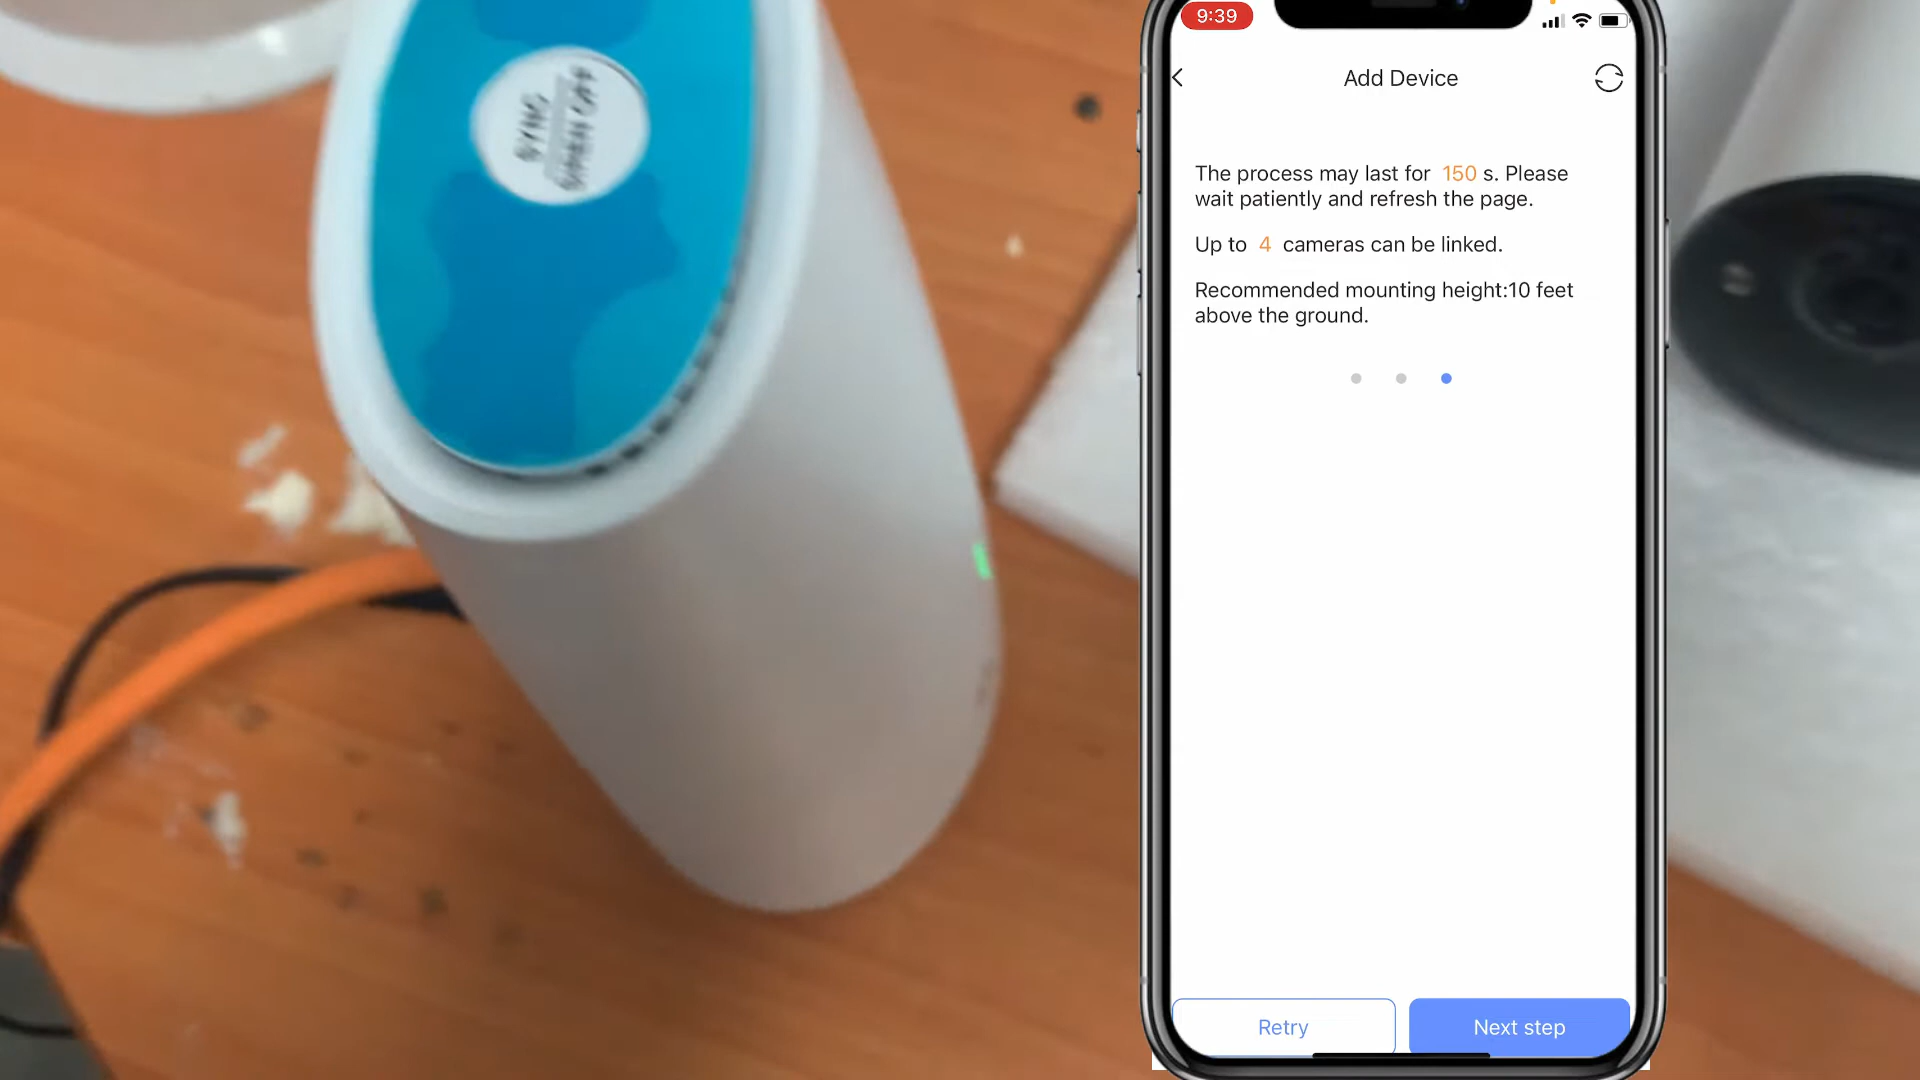 9:39
Add Device
The process may last for 150 s. Please
wait patiently and refresh the page.
Up to 4 cameras can be linked.
Recommended mounting height:10 feet
above the ground.
Retry
Next step